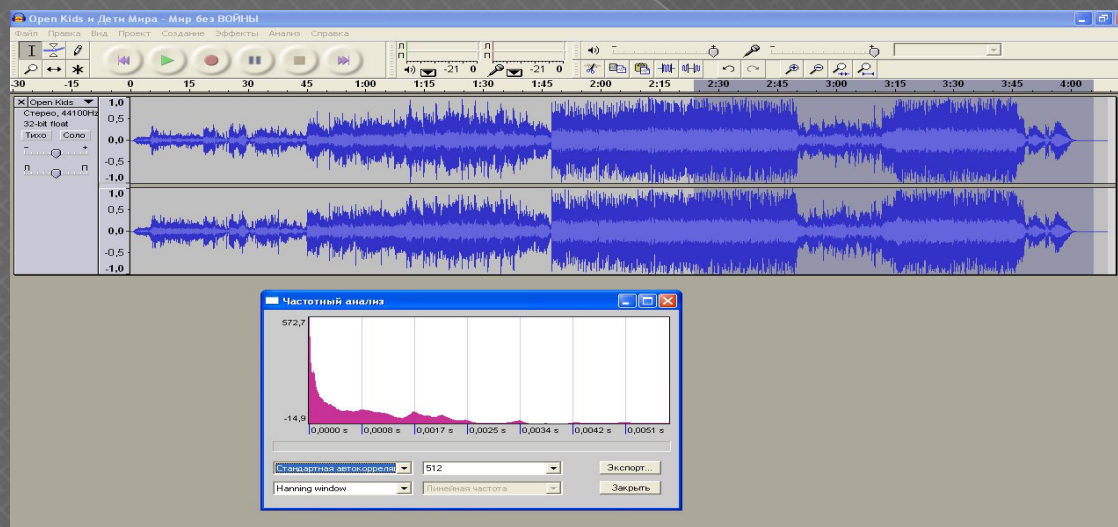 Open Kids и Дети Мира - Мир без ВОЙНЫ
Файл Правка Вид Проект Создание Эффекты Анализ Справка
Л
П
-21 0
Л
П
-21 0
-30 -15 0 15 30 45 1:00 1:15 1:30 1:45 2:00 2:15 2:30 2:45 3:00 3:15 3:30 3:45 4:00
Open Kids
Стерео, 44100Hz
32-bit float
Тихо Соло
- +
Л П
1,0
0,5
0,0
-0,5
-1,0
1,0
0,5
0,0
-0,5
-1,0
Частотный анализ
572,7
-14,9
0,0000 s 0,0008 s 0,0017 s 0,0025 s 0,0034 s 0,0042 s 0,0051 s
Стандартная автокорреля 512 Экспорт...
Hanning window Линейная частота Закрыть